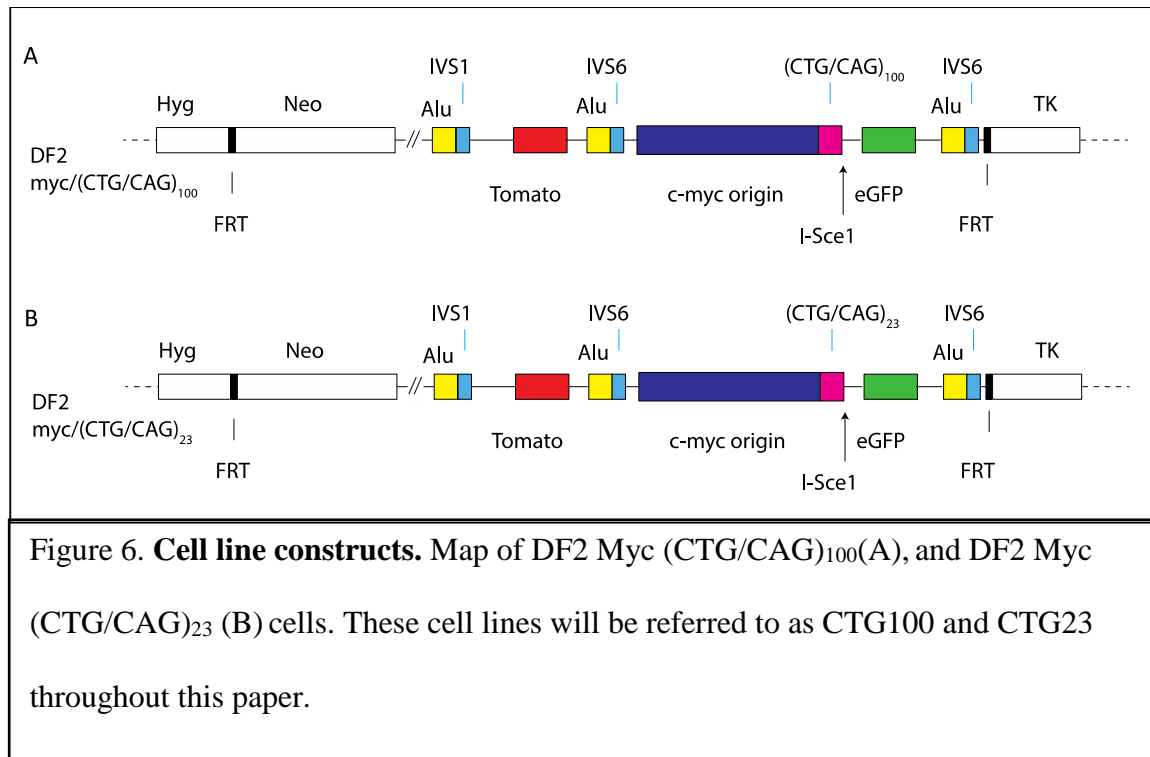 A
IVS1 IVS6 (CTG/CAG)100 IVS6
Hyg Neo Alu Alu Alu TK
//
DF2
myc/(CTG/CAG)100
Tomato c-myc origin eGFP
FRT I-Sce1 FRT
B
IVS1 IVS6 (CTG/CAG)23 IVS6
Hyg Neo Alu Alu Alu TK
//
DF2
myc/(CTG/CAG)23
Tomato c-myc origin eGFP
FRT I-Sce1 FRT
Figure 6. Cell line constructs. Map of DF2 Myc (CTG/CAG)100(A), and DF2 Myc
(CTG/CAG)23 (B) cells. These cell lines will be referred to as CTG100 and CTG23
throughout this paper.